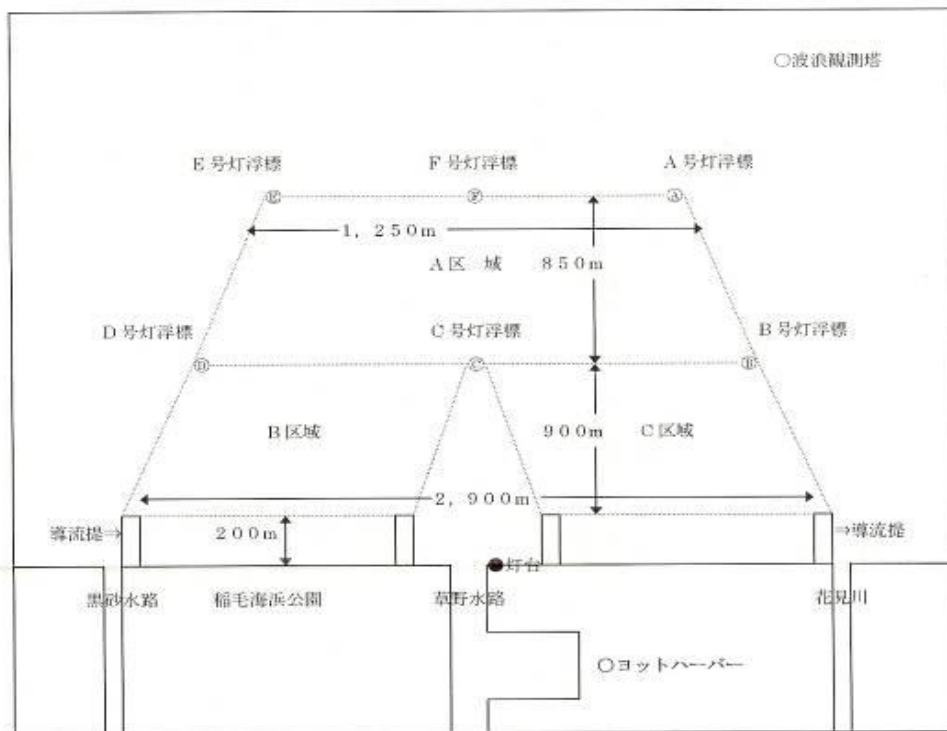 ○波浪観測塔
E号灯浮標 F号灯浮標 A号灯浮標
Ⓔ Ⓕ Ⓐ
1,250m
A区 域 850m
D号灯浮標 C号灯浮標 B号灯浮標
Ⓓ Ⓒ Ⓑ
B区域 900m C区域
2,900m
導流提⇒ 200m ⇒導流提
●灯台
黒砂水路 稲毛海浜公園 草野水路 花見川
○ヨットハーバー